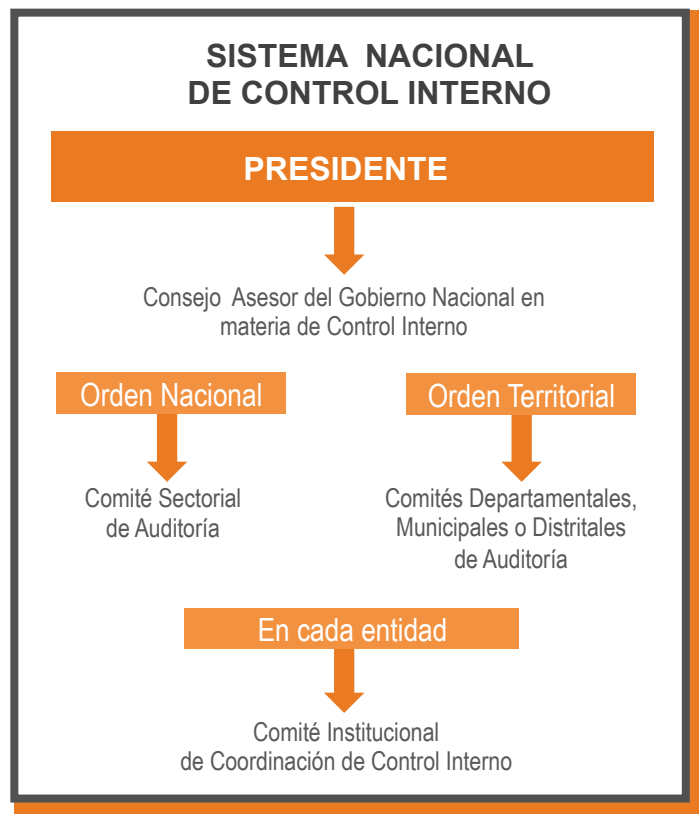 SISTEMA NACIONAL
DE CONTROL INTERNO
PRESIDENTE
Consejo Asesor del Gobierno Nacional en
materia de Control Interno
Orden Nacional
Comité Sectorial
de Auditoría
Orden Territorial
Comités Departamentales,
Municipales o Distritales
de Auditoría
En cada entidad
Comité Institucional
de Coordinación de Control Interno